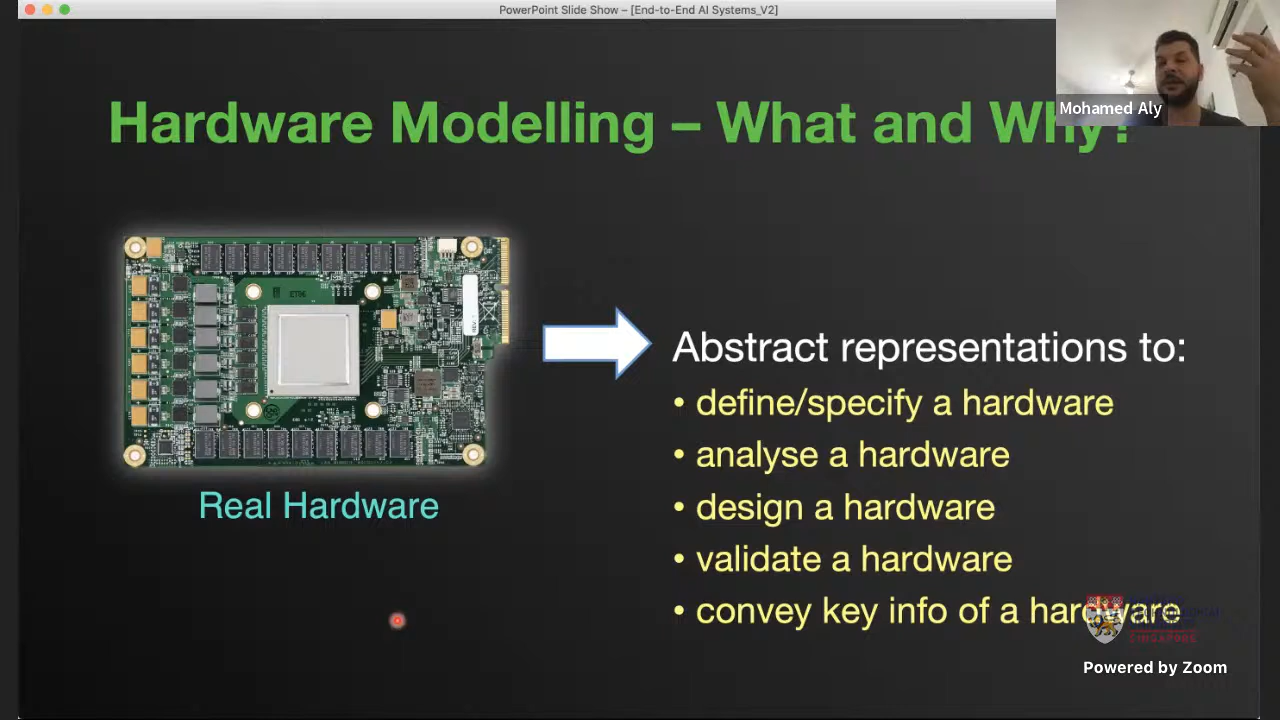 PowerPoint Slide Show – [End-to-End AI Systems_V2]
Mohamed Aly
Hardware Modelling – What and Why?
Real Hardware
Abstract representations to:
• define/specify a hardware
• analyse a hardware
• design a hardware
• validate a hardware
• convey key info of a hardware
SINGAPORE
Powered by Zoom